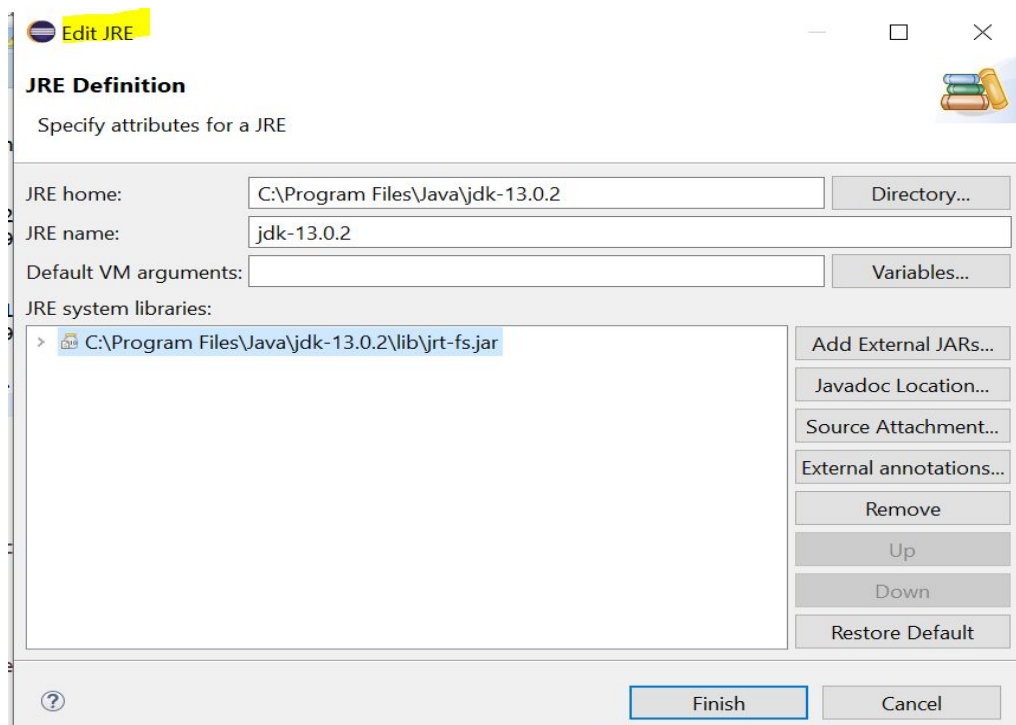 Edit JRE
JRE Definition
Specify attributes for a JRE
JRE home: C:\Program Files\Java\jdk-13.0.2 Directory...
JRE name: jdk-13.0.2
Default VM arguments: Variables...
JRE system libraries:
C:\Program Files\Java\jdk-13.0.2\lib\jrt-fs.jar
Add External JARs...
Javadoc Location...
Source Attachment...
External annotations...
Remove
Up
Down
Restore Default
? Finish Cancel